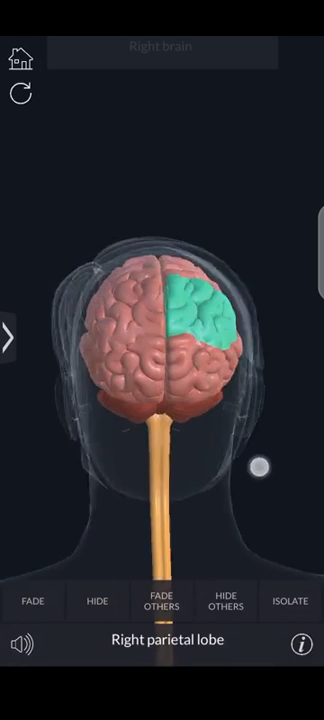 Right brain
FADE
HIDE
FADE
OTHERS
HIDE
OTHERS
ISOLATE
Right parietal lobe
i